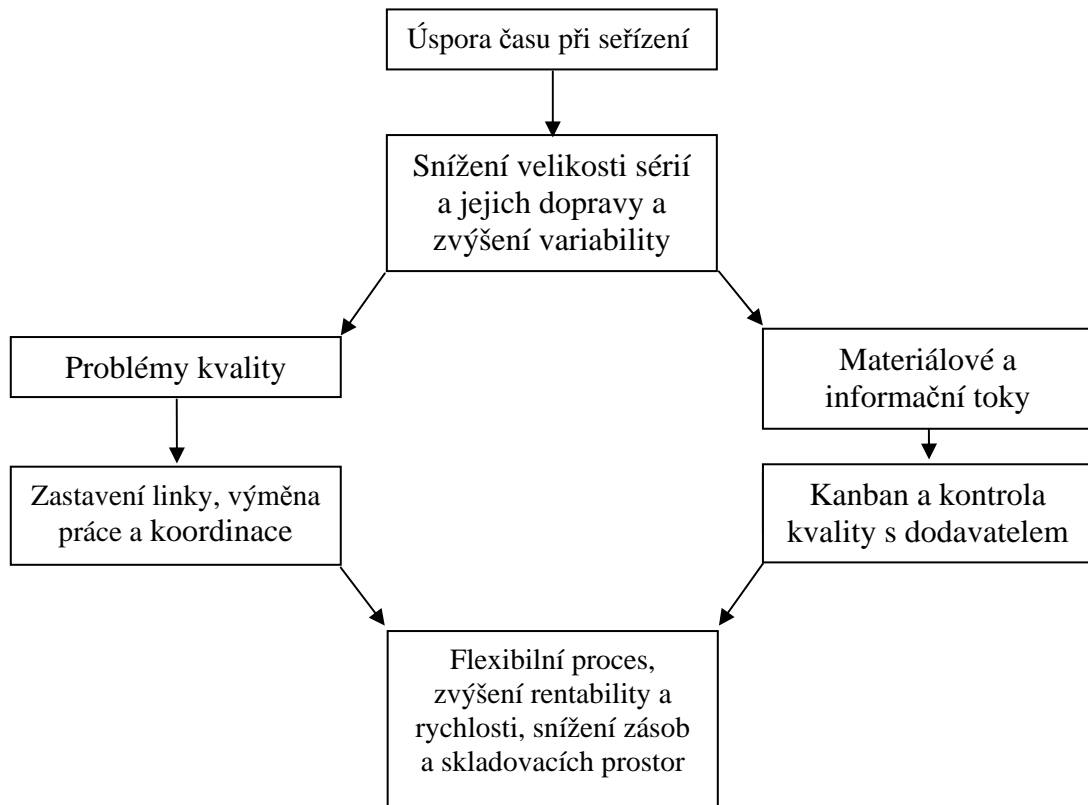 Úspora času při seřízení
Snížení velikosti sérií
a jejich dopravy a
zvýšení variability
Problémy kvality
Materiálové a
informační toky
Zastavení linky, výměna
práce a koordinace
Kanban a kontrola
kvality s dodavatelem
Flexibilní proces,
zvýšení rentability a
rychlosti, snížení zásob
a skladovacích prostor